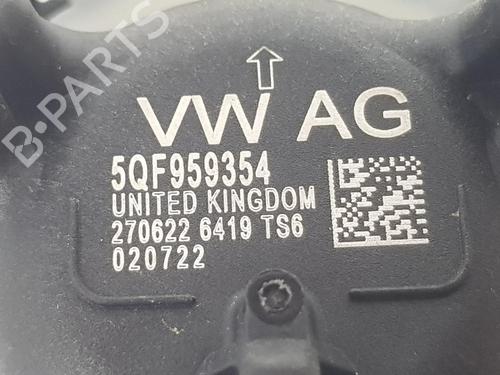 VW AG
5QF959354
UNITED KINGDOM
270622 6419 TS6
020722
B-PARTS